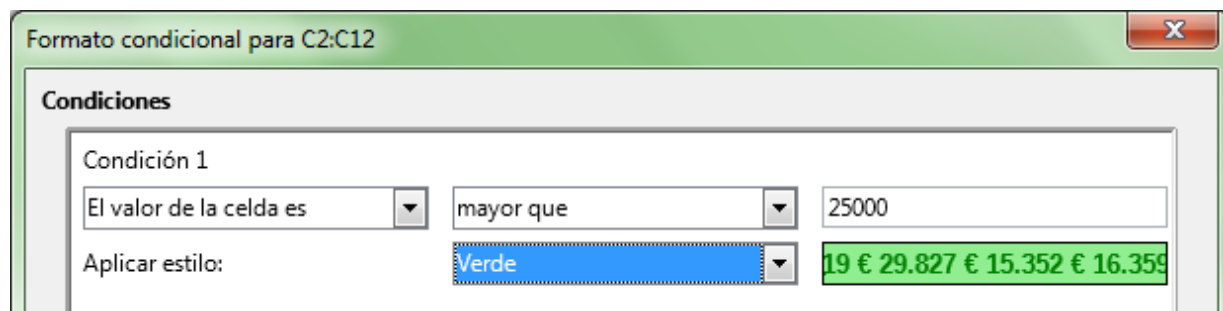 Formato condicional para C2:C12
Condiciones
Condición 1
El valor de la celda es mayor que 25000
Aplicar estilo: Verde 19 € 29.827 € 15.352 € 16.359